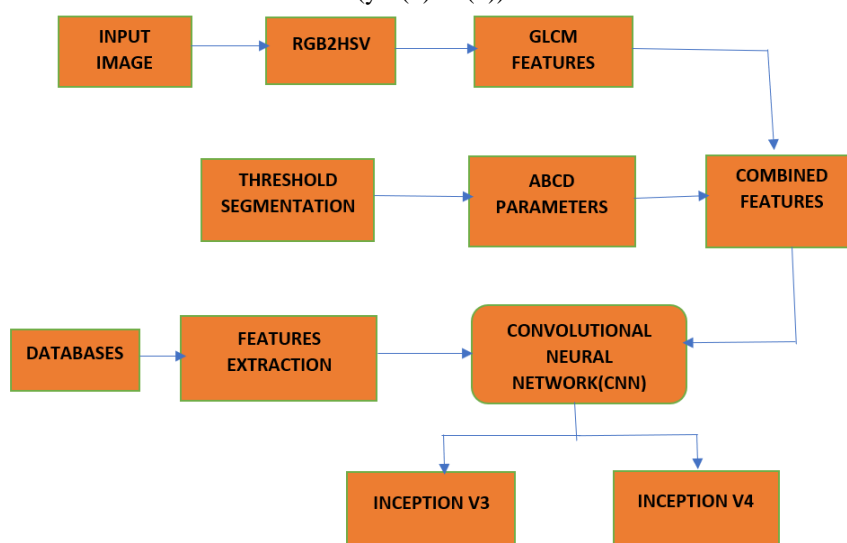 INPUT
IMAGE
RGB2HSV
GLCM
FEATURES
THRESHOLD
SEGMENTATION
ABCD
PARAMETERS
COMBINED
FEATURES
DATABASES
FEATURES
EXTRACTION
CONVOLUTIONAL
NEURAL
NETWORK(CNN)
INCEPTION V3
INCEPTION V4